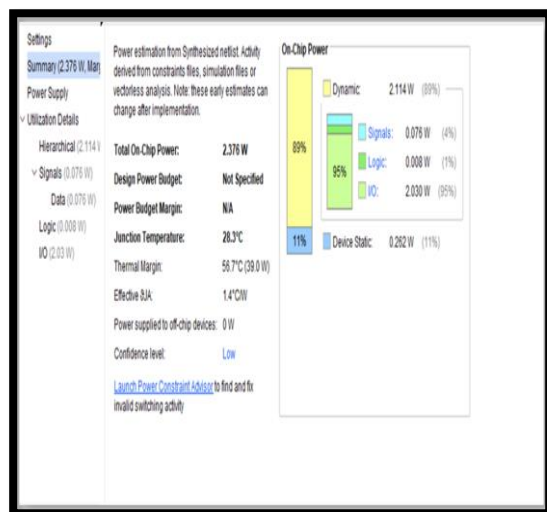 Settings
Summary (2.376 W, Marg
Power Supply
Utilization Details
Hierarchical (2.114 W
Signals (0.076 W)
Data (0.076 W)
Logic (0.008 W)
I/O (2.03 W)
Power estimation from Synthesized netlist. Activity
derived from constraints files, simulation files or
vectorless analysis. Note: these early estimates can
change after implementation.
Total On-Chip Power: 2.376 W
Design Power Budget: Not Specified
Power Budget Margin: N/A
Junction Temperature: 28.3°C
Thermal Margin: 56.7°C (39.0 W)
Effective ϑJA: 1.4°C/W
Power supplied to off-chip devices: 0 W
Confidence level: Low
Launch Power Constraint Advisor to find and fix
invalid switching activity
On-Chip Power
Dynamic: 2.114 W (89%)
89%
95%
Signals: 0.076 W (4%)
Logic: 0.008 W (1%)
I/O: 2.030 W (95%)
11%
Device Static: 0.262 W (11%)